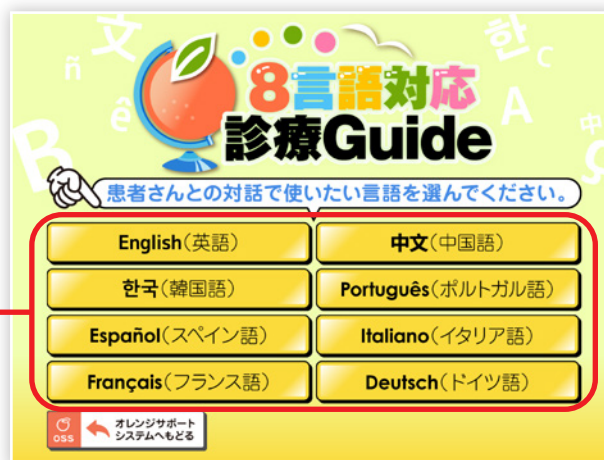 文
ñ
ê
B
한
C
A
中
8言語対応
診療Guide
患者さんとの対話で使いたい言語を選んでください。
English（英語）
中文（中国語）
한국（韓国語）
Português（ポルトガル語）
Español（スペイン語）
Italiano（イタリア語）
Français（フランス語）
Deutsch（ドイツ語）
OSS
オレンジサポート
システムへもどる